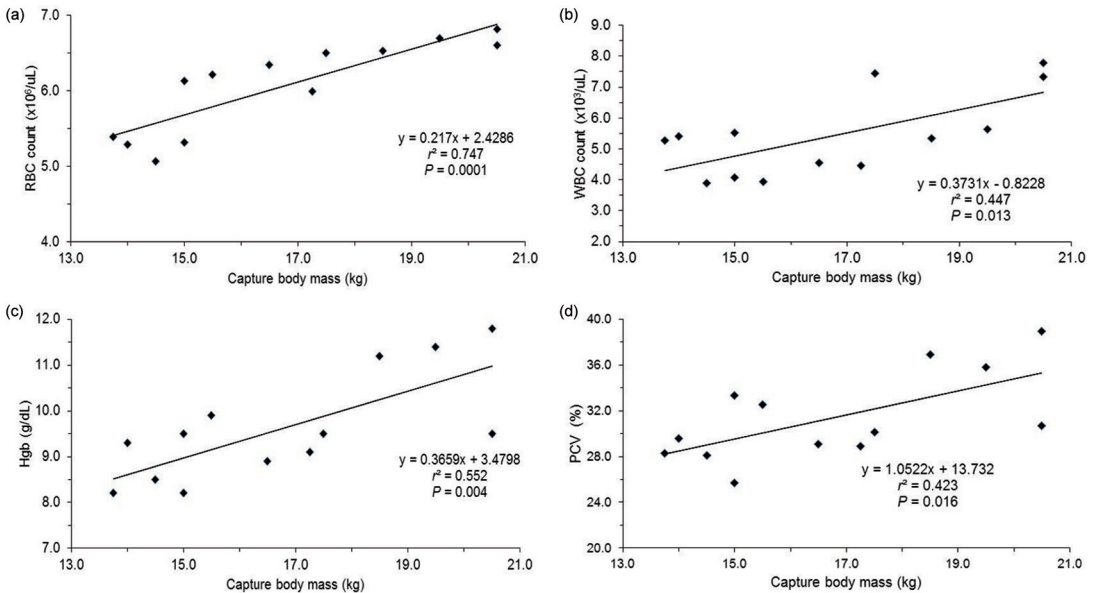 (a)
7.0
6.0
5.0
4.0
RBC count (x10⁶/uL)
y = 0.217x + 2.4286
r² = 0.747
P = 0.0001
13.0 15.0 17.0 19.0 21.0
Capture body mass (kg)
(b)
9.0
8.0
7.0
6.0
5.0
4.0
3.0
2.0
WBC count (x10³/uL)
y = 0.3731x - 0.8228
r² = 0.447
P = 0.013
13.0 15.0 17.0 19.0 21.0
Capture body mass (kg)
(c)
12.0
11.0
10.0
9.0
8.0
7.0
Hgb (g/dL)
y = 0.3659x + 3.4798
r² = 0.552
P = 0.004
13.0 15.0 17.0 19.0 21.0
Capture body mass (kg)
(d)
40.0
36.0
32.0
28.0
24.0
20.0
PCV (%)
y = 1.0522x + 13.732
r² = 0.423
P = 0.016
13.0 15.0 17.0 19.0 21.0
Capture body mass (kg)